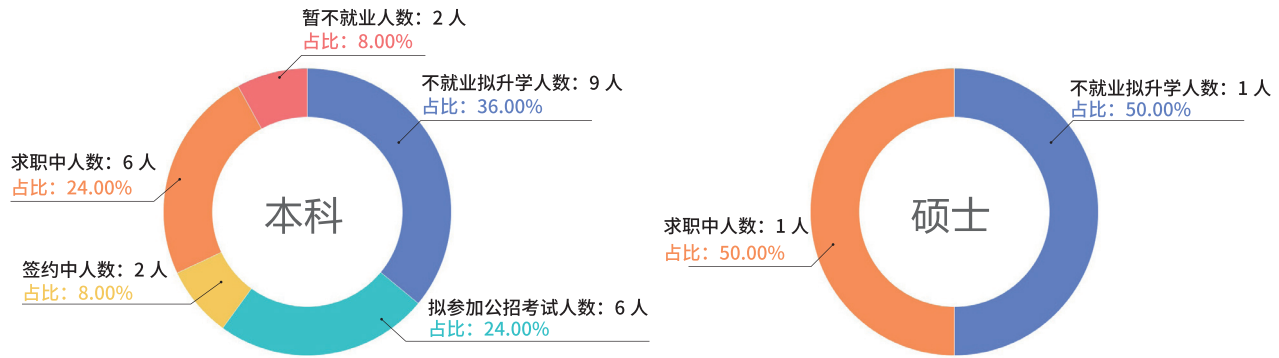 暂不就业人数：2 人
占比：8.00%
不就业拟升学人数：9 人
占比：36.00%
求职中人数：6 人
占比：24.00%
本科
签约中人数：2 人
占比：8.00%
拟参加公招考试人数：6 人
占比：24.00%
不就业拟升学人数：1 人
占比：50.00%
硕士
求职中人数：1 人
占比：50.00%